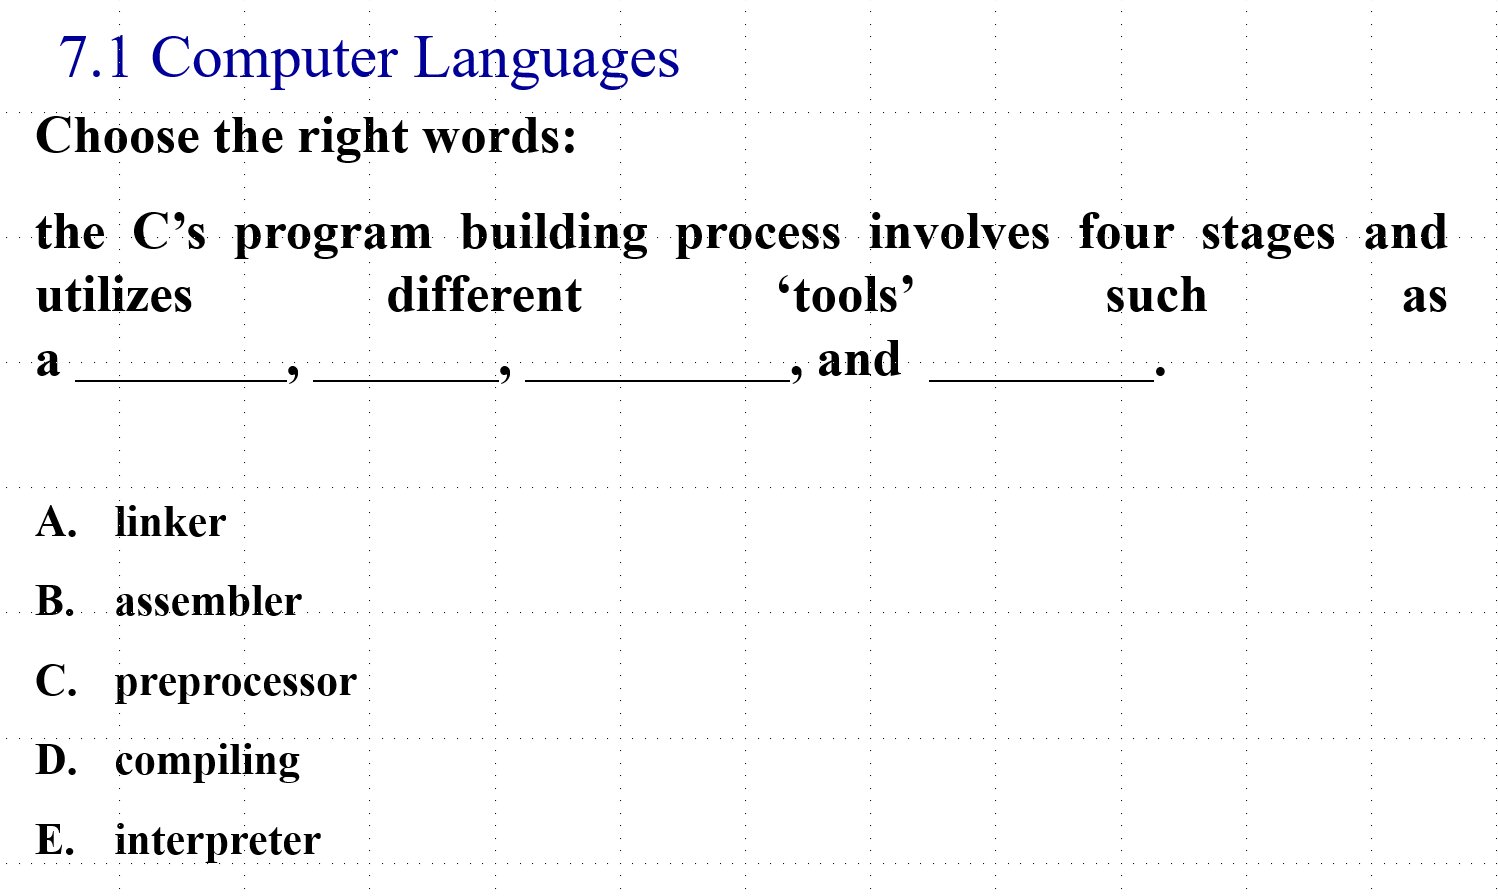 7.1 Computer Languages
Choose the right words:
the C’s program building process involves four stages and
utilizes different ‘tools’ such as
a _________, ________, ___________, and _________.
A. linker
B. assembler
C. preprocessor
D. compiling
E. interpreter